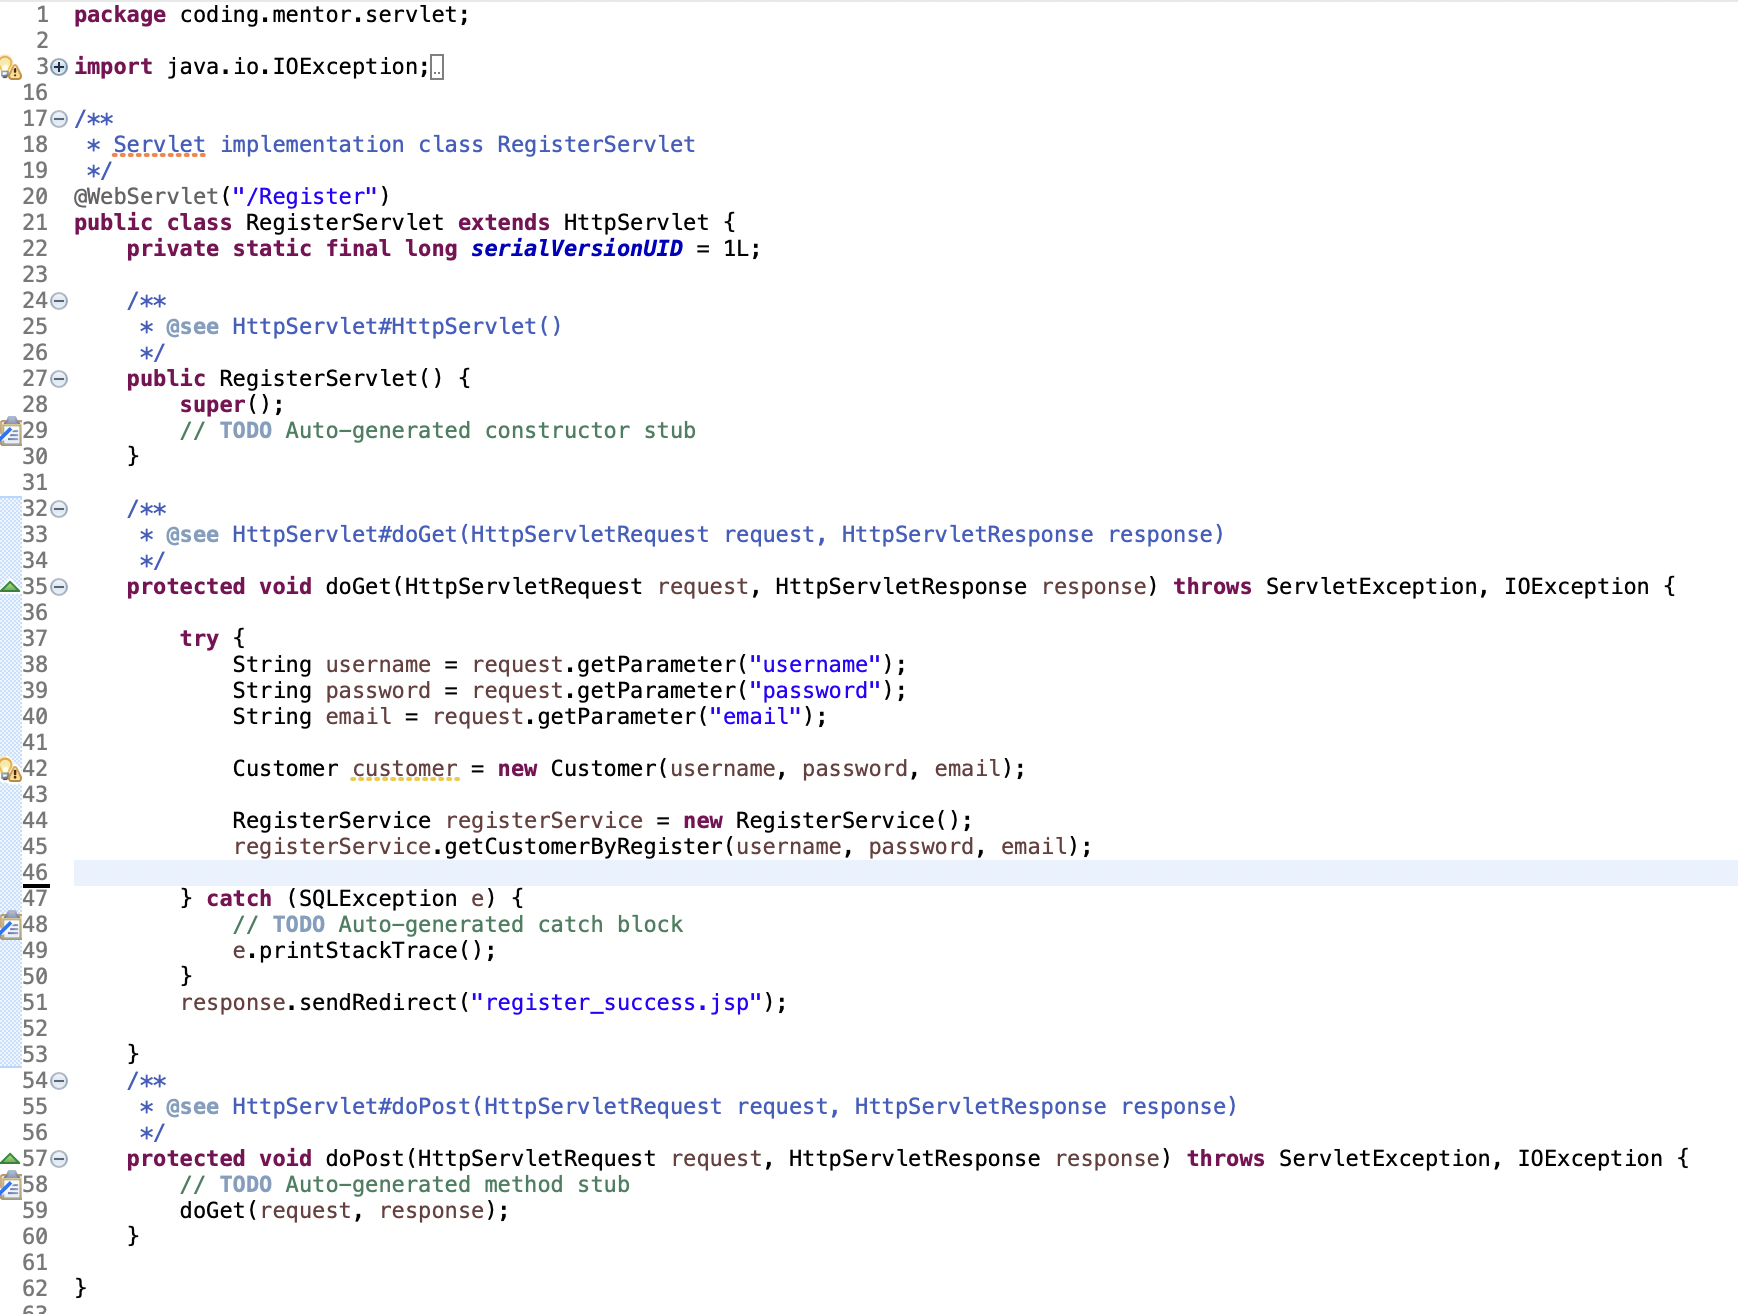 1 package coding.mentor.servlet;
2
3 import java.io.IOException;
16
17 /**
18  * Servlet implementation class RegisterServlet
19  */
20 @WebServlet("/Register")
21 public class RegisterServlet extends HttpServlet {
22     private static final long serialVersionUID = 1L;
23
24     /**
25      * @see HttpServlet#HttpServlet()
26      */
27     public RegisterServlet() {
28         super();
29         // TODO Auto-generated constructor stub
30     }
31
32     /**
33      * @see HttpServlet#doGet(HttpServletRequest request, HttpServletResponse response)
34      */
35     protected void doGet(HttpServletRequest request, HttpServletResponse response) throws ServletException, IOException {
36
37         try {
38             String username = request.getParameter("username");
39             String password = request.getParameter("password");
40             String email = request.getParameter("email");
41
42             Customer customer = new Customer(username, password, email);
43
44             RegisterService registerService = new RegisterService();
45             registerService.getCustomerByRegister(username, password, email);
46
47         } catch (SQLException e) {
48             // TODO Auto-generated catch block
49             e.printStackTrace();
50         }
51         response.sendRedirect("register_success.jsp");
52
53     }
54     /**
55      * @see HttpServlet#doPost(HttpServletRequest request, HttpServletResponse response)
56      */
57     protected void doPost(HttpServletRequest request, HttpServletResponse response) throws ServletException, IOException {
58         // TODO Auto-generated method stub
59         doGet(request, response);
60     }
61
62 }
63